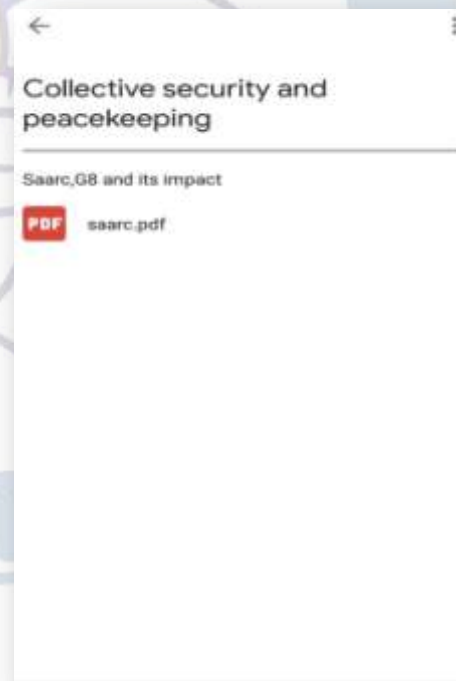 Collective security and
peacekeeping
Saarc,G8 and its impact
PDF saarc.pdf